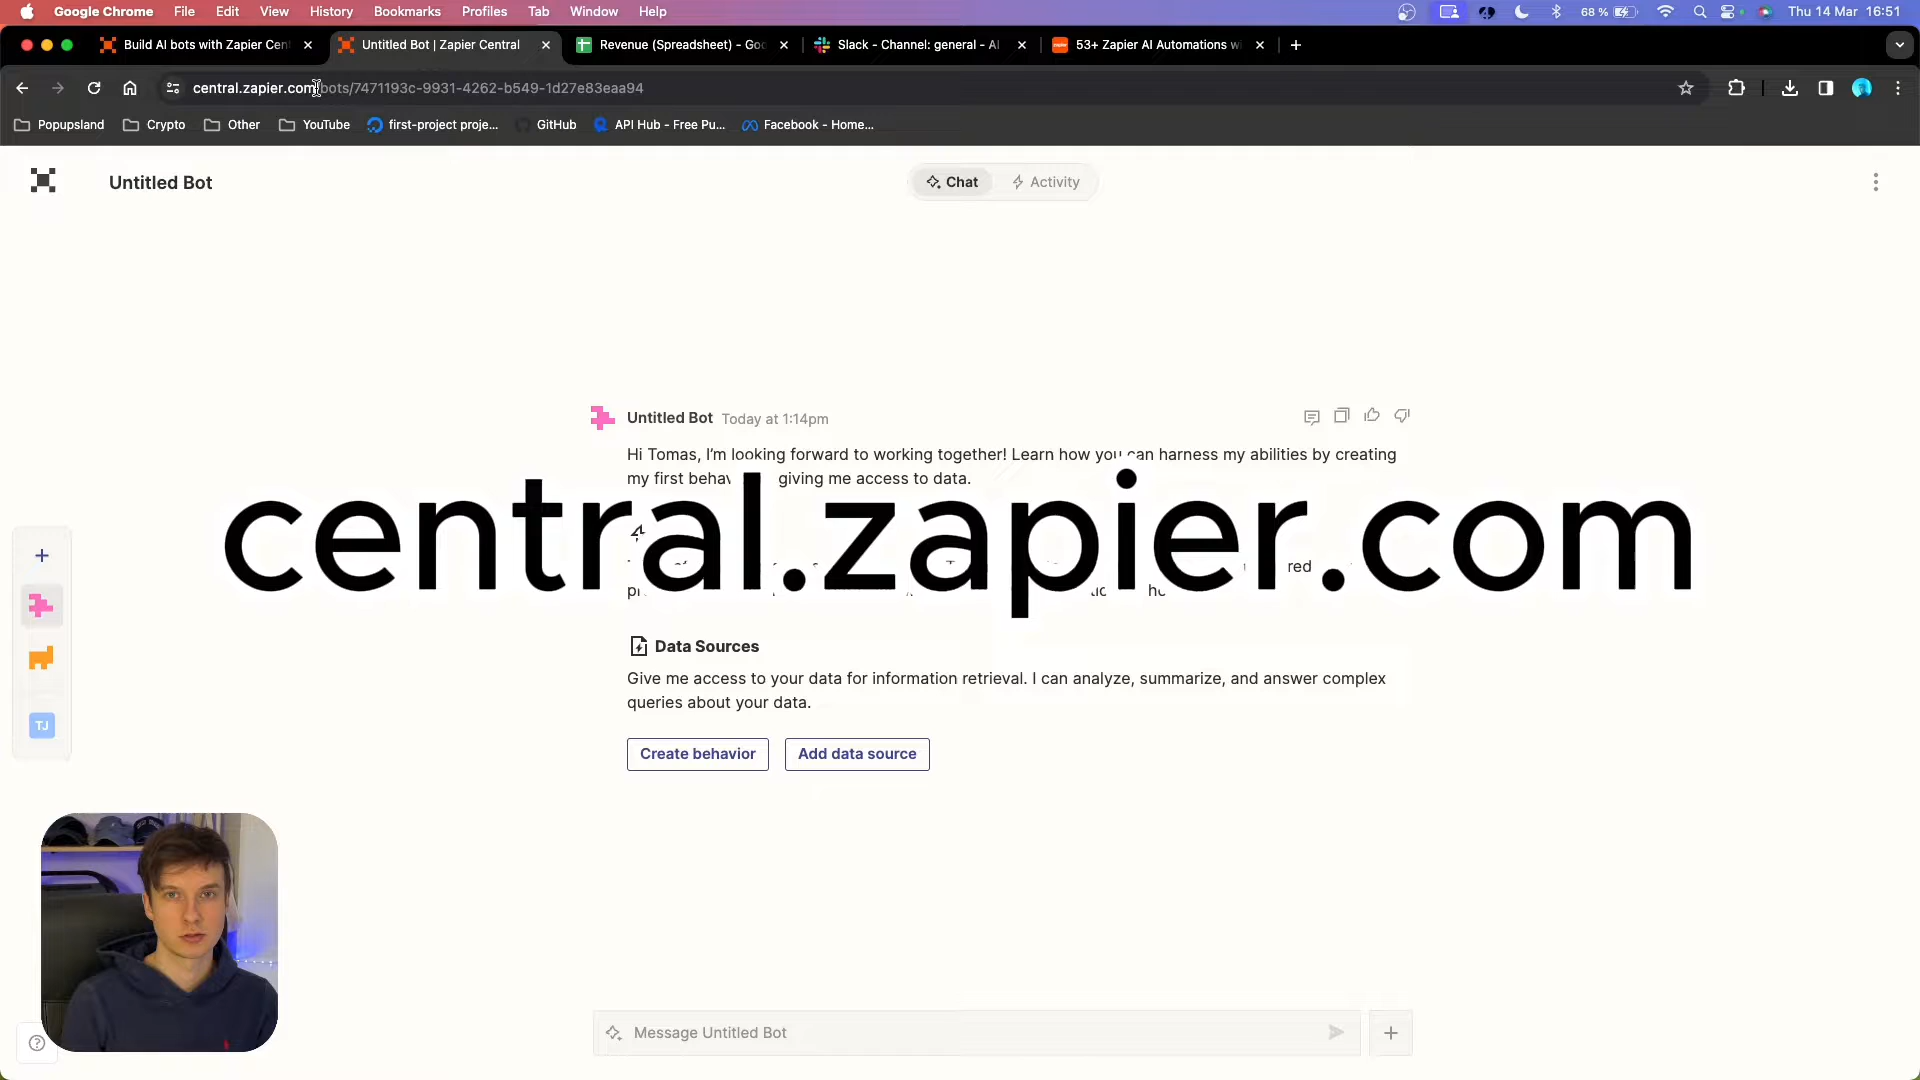 Google Chrome File Edit View History Bookmarks Profiles Tab Window Help 68 % Thu 14 Mar 16:51
Build AI bots with Zapier Cen Untitled Bot | Zapier Central Revenue (Spreadsheet) - Goo Slack - Channel: general - AI 53+ Zapier AI Automations wi
central.zapier.com/bots/7471193c-9931-4262-b549-1d27e83eaa94
Popupsland Crypto Other YouTube first-project proje... GitHub API Hub - Free Pu... Facebook - Home...
Untitled Bot Chat Activity
Untitled Bot Today at 1:14pm
Hi Tomas, I'm looking forward to working together! Learn how you can harness my abilities by creating
my first behav giving me access to data.
central.zapier.com
Data Sources
Give me access to your data for information retrieval. I can analyze, summarize, and answer complex
queries about your data.
TJ
Create behavior Add data source
Message Untitled Bot